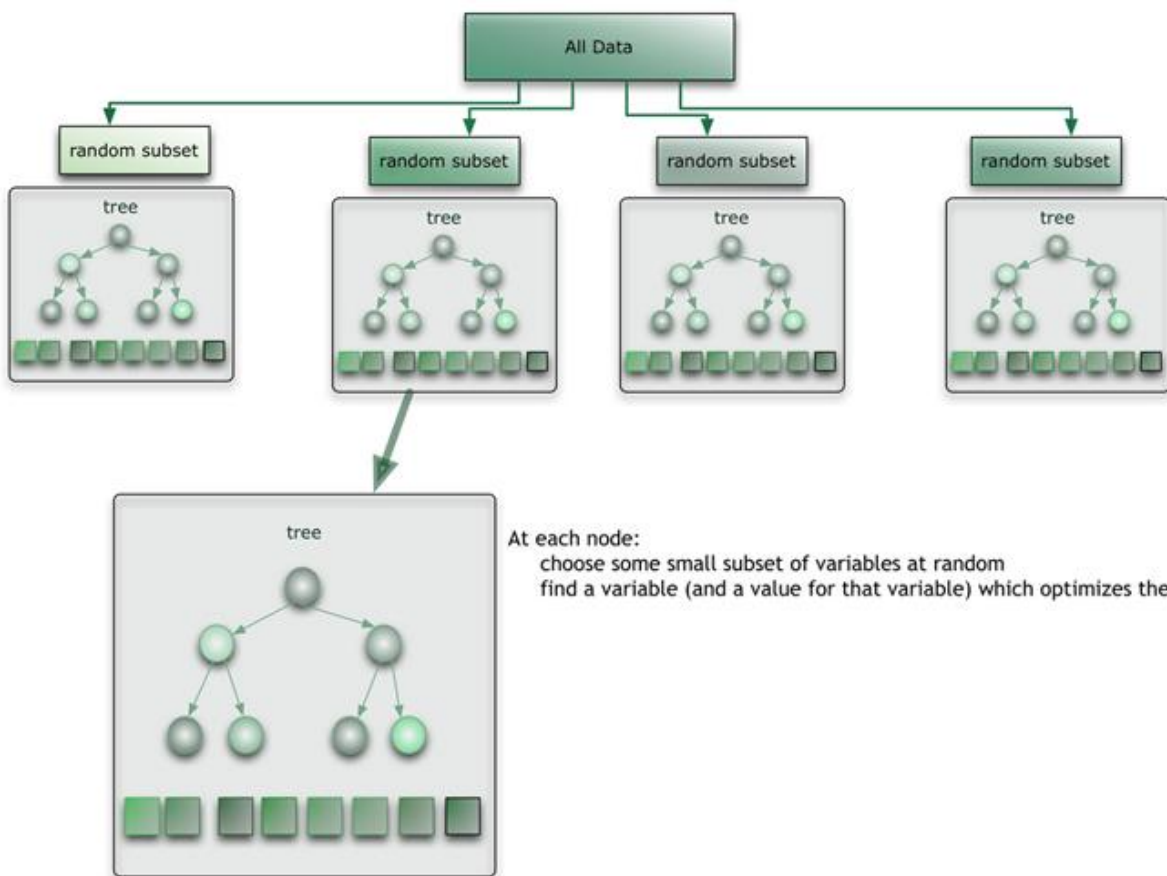 All Data
random subset
random subset
random subset
random subset
tree
tree
tree
tree
tree
At each node:
choose some small subset of variables at random
find a variable (and a value for that variable) which optimizes the